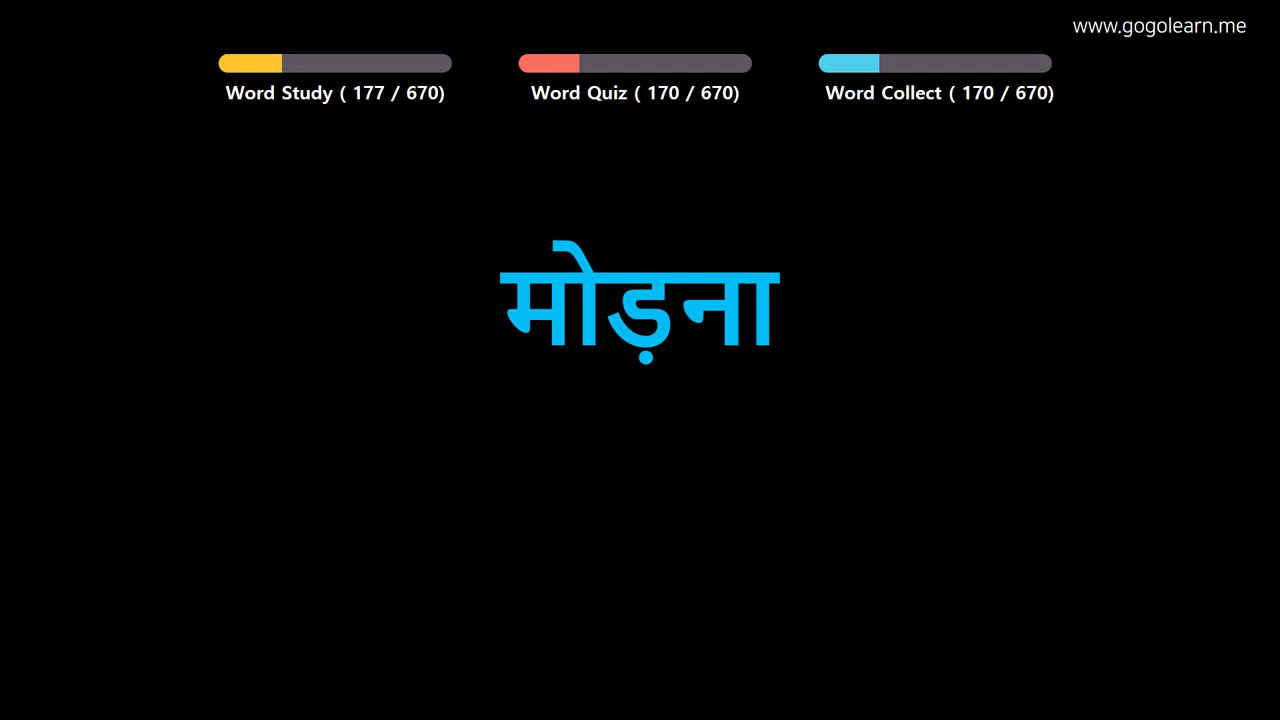 www.gogolearn.me
Word Study ( 177 / 670)
Word Quiz ( 170 / 670)
Word Collect ( 170 / 670)
मोड़ना